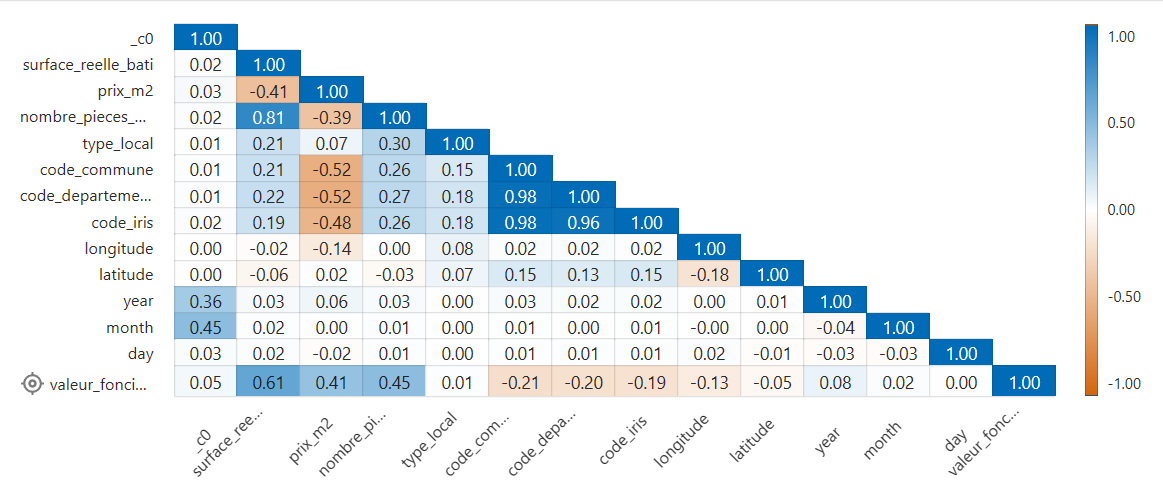 _c0 1.00
surface_reelle_bati 0.02 1.00
prix_m2 0.03 -0.41 1.00
nombre_pieces_... 0.02 0.81 -0.39 1.00
type_local 0.01 0.21 0.07 0.30 1.00
code_commune 0.01 0.21 -0.52 0.26 0.15 1.00
code_departeme... 0.01 0.22 -0.52 0.27 0.18 0.98 1.00
code_iris 0.02 0.19 -0.48 0.26 0.18 0.98 0.96 1.00
longitude 0.00 -0.02 -0.14 0.00 0.08 0.02 0.02 0.02 1.00
latitude 0.00 -0.06 0.02 -0.03 0.07 0.15 0.13 0.15 -0.18 1.00
year 0.36 0.03 0.06 0.03 0.00 0.03 0.02 0.02 0.00 0.01 1.00
month 0.45 0.02 0.00 0.01 0.00 0.01 0.00 0.01 -0.00 0.00 -0.04 1.00
day 0.03 0.02 -0.02 0.01 0.00 0.01 0.01 0.01 0.02 -0.01 -0.03 -0.03 1.00
valeur_fonci... 0.05 0.61 0.41 0.45 0.01 -0.21 -0.20 -0.19 -0.13 -0.05 0.08 0.02 0.00 1.00
_c0
surface_ree...
prix_m2
nombre_pi...
type_local
code_com...
code_depa...
code_iris
longitude
latitude
year
month
day
valeur_fonc...
1.00
0.50
0.00
-0.50
-1.00